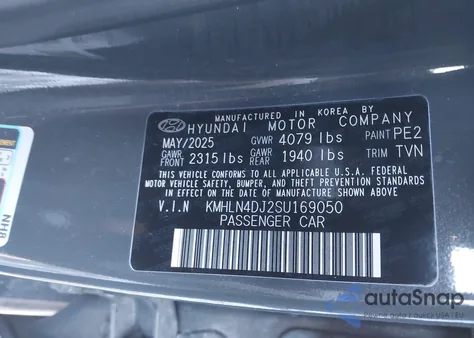 MANUFACTURED IN KOREA BY
HYUNDAI MOTOR COMPANY
MAY/2025 GVWR 4079 lbs PAINT PE2
GAWR FRONT 2315 lbs GAWR REAR 1940 lbs TRIM TVN
THIS VEHICLE CONFORMS TO ALL APPLICABLE U.S. FEDERAL MOTOR
VEHICLE SAFETY, BUMPER, AND THEFT PREVENTION STANDARDS
IN EFFECT ON THE DATE OF MANUFACTURE SHOWN ABOVE
V.I.N KMHLN4DJ2SU169050
PASSENGER CAR
NHB
autoSnap